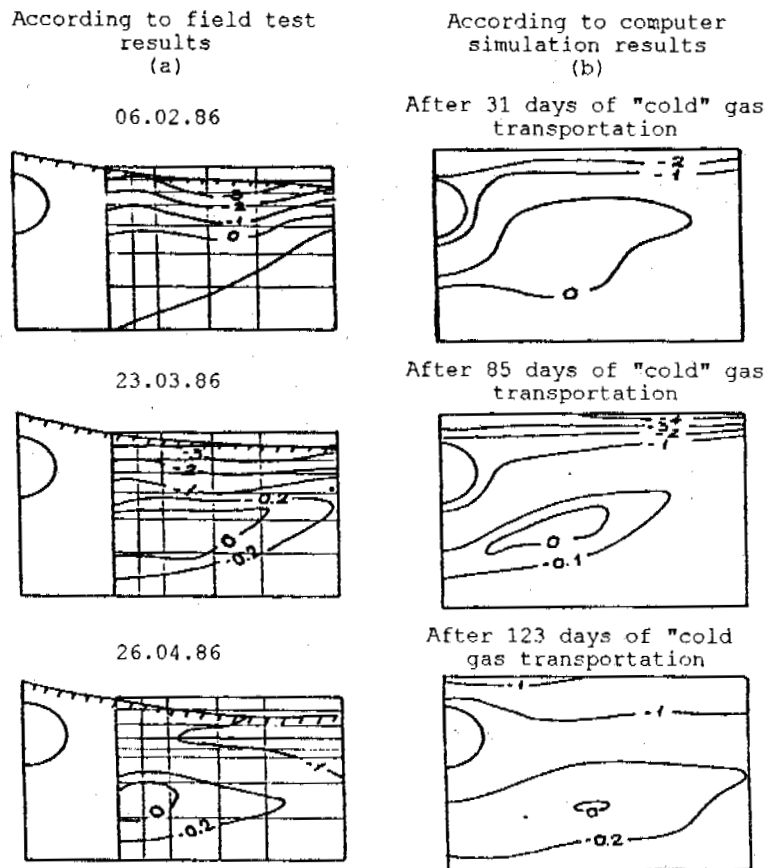 According to field test
results
(a)
According to computer
simulation results
(b)
06.02.86
After 31 days of "cold" gas
transportation
-2
-1
0
-2
-1
0
23.03.86
After 85 days of "cold" gas
transportation
-3
-2
-1
-0.2
0
-0.2
-2
-1
0
-0.1
26.04.86
After 123 days of "cold
gas transportation
-1
0
-0.2
-1
-1
0
-0.2